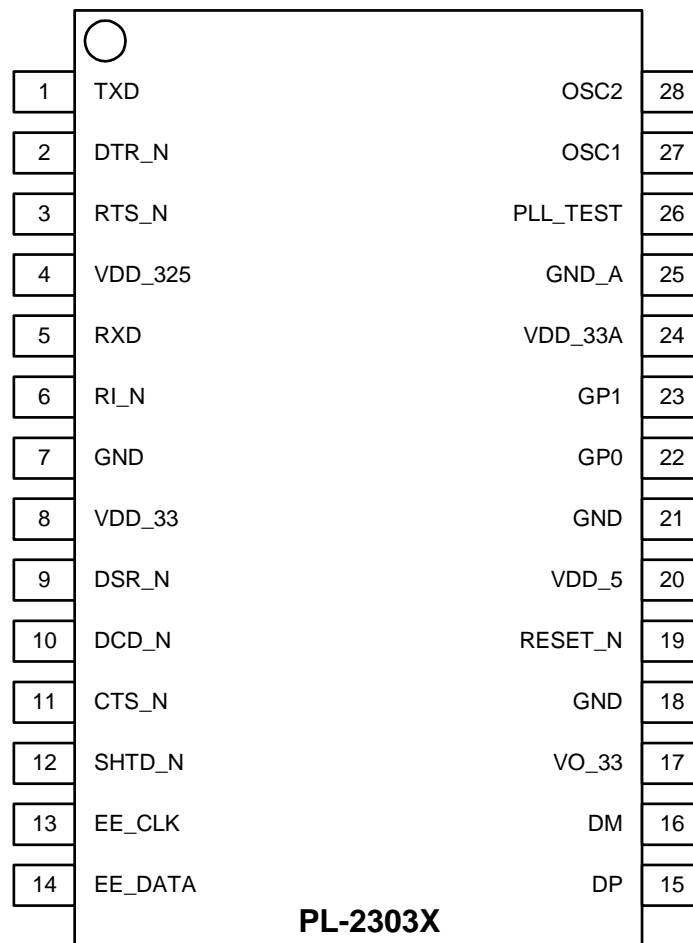 1 TXD OSC2 28
2 DTR_N OSC1 27
3 RTS_N PLL_TEST 26
4 VDD_325 GND_A 25
5 RXD VDD_33A 24
6 RI_N GP1 23
7 GND GP0 22
8 VDD_33 GND 21
9 DSR_N VDD_5 20
10 DCD_N RESET_N 19
11 CTS_N GND 18
12 SHTD_N VO_33 17
13 EE_CLK DM 16
14 EE_DATA DP 15
PL-2303X